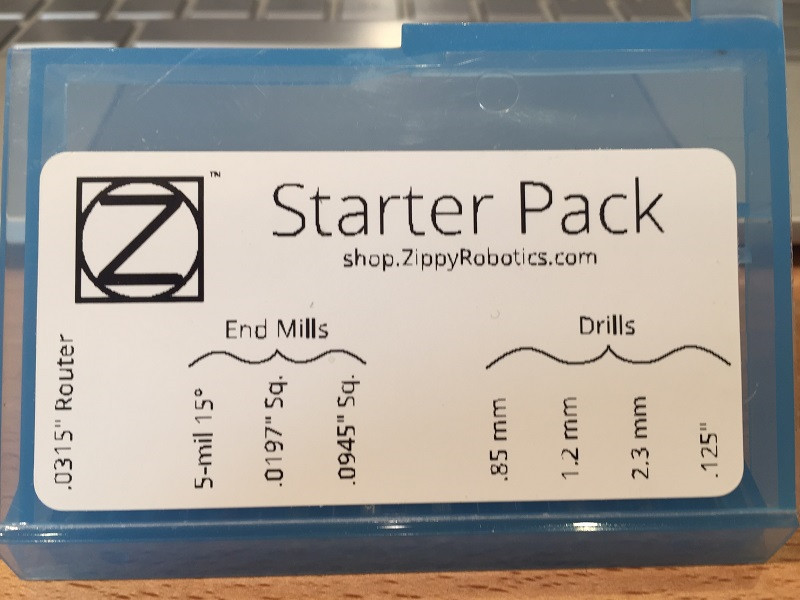 Z™
Starter Pack
shop.ZippyRobotics.com
.0315" Router
End Mills
5-mil 15°
.0197" Sq.
.0945" Sq.
Drills
.85 mm
1.2 mm
2.3 mm
.125"